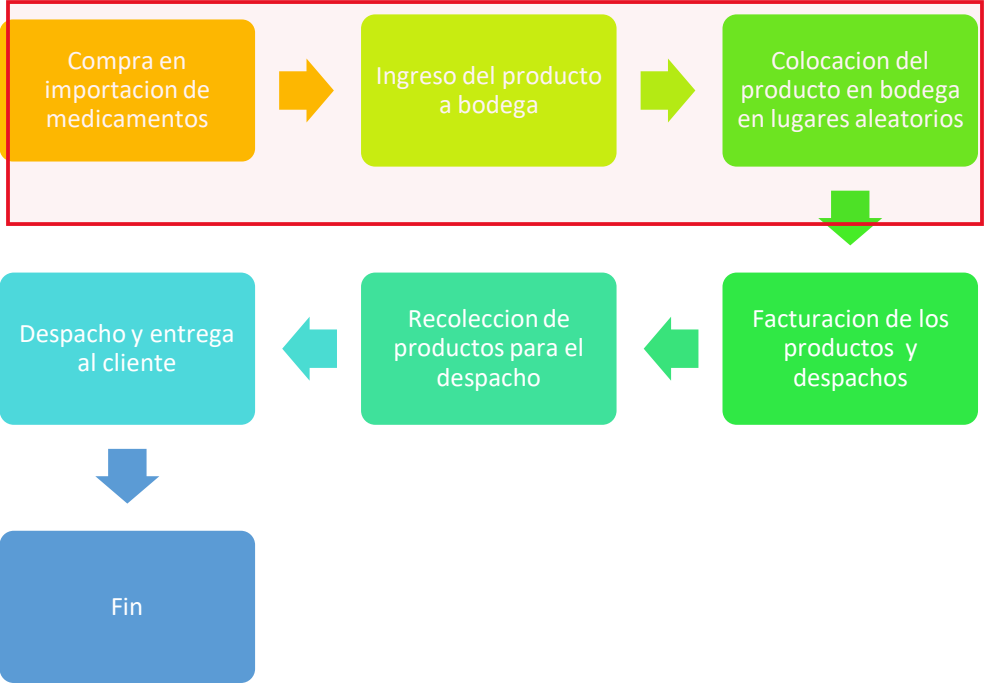 Compra en
importacion de
medicamentos
Ingreso del producto
a bodega
Colocacion del
producto en bodega
en lugares aleatorios
Facturacion de los
productos y
despachos
Recoleccion de
productos para el
despacho
Despacho y entrega
al cliente
Fin